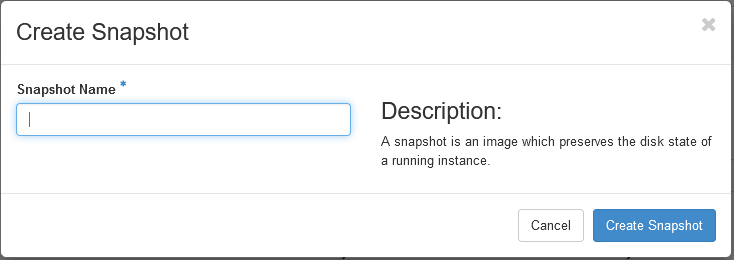 Create Snapshot
Snapshot Name *
Description:
A snapshot is an image which preserves the disk state of
a running instance.
Cancel
Create Snapshot